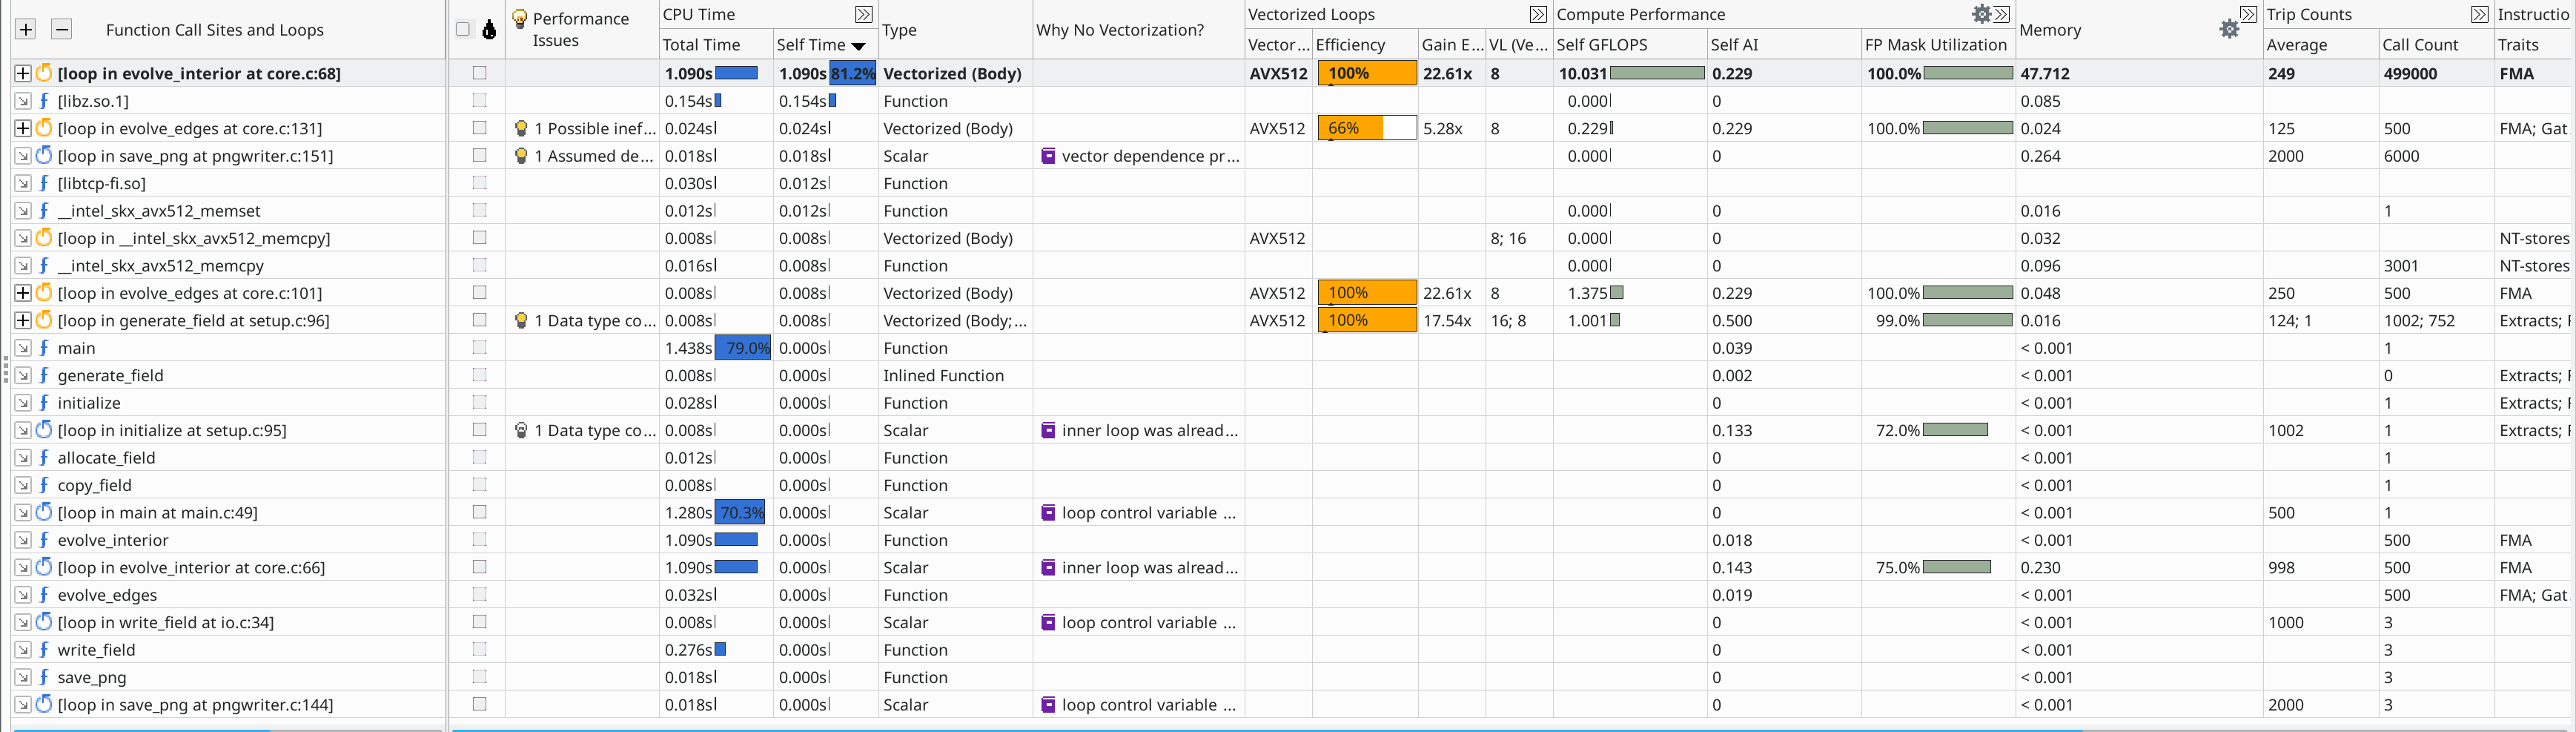 Function Call Sites and Loops Performance Issues CPU Time Type Why No Vectorization? Vectorized Loops Compute Performance Memory Trip Counts Instructio
Total Time Self Time Vector... Efficiency Gain E... VL (Ve... Self GFLOPS Self AI FP Mask Utilization Average Call Count Traits
[loop in evolve_interior at core.c:68] 1.090s 1.090s 81.2% Vectorized (Body) AVX512 100% 22.61x 8 10.031 0.229 100.0% 47.712 249 499000 FMA
[libz.so.1] 0.154s 0.154s Function 0.000 0 0.085
[loop in evolve_edges at core.c:131] 1 Possible inef... 0.024s 0.024s Vectorized (Body) AVX512 66% 5.28x 8 0.229 0.229 100.0% 0.024 125 500 FMA; Gat
[loop in save_png at pngwriter.c:151] 1 Assumed de... 0.018s 0.018s Scalar vector dependence pr... 0.000 0 0.264 2000 6000
[libtcp-fi.so] 0.030s 0.012s Function
__intel_skx_avx512_memset 0.012s 0.012s Function 0.000 0 0.016 1
[loop in __intel_skx_avx512_memcpy] 0.008s 0.008s Vectorized (Body) AVX512 8; 16 0.000 0 0.032 NT-stores
__intel_skx_avx512_memcpy 0.016s 0.008s Function 0.000 0 0.096 3001 NT-stores
[loop in evolve_edges at core.c:101] 0.008s 0.008s Vectorized (Body) AVX512 100% 22.61x 8 1.375 0.229 100.0% 0.048 250 500 FMA
[loop in generate_field at setup.c:96] 1 Data type co... 0.008s 0.008s Vectorized (Body;... AVX512 100% 17.54x 16; 8 1.001 0.500 99.0% 0.016 124; 1 1002; 752 Extracts;
main 1.438s 79.0% 0.000s Function 0.039 < 0.001 1
generate_field 0.008s 0.000s Inlined Function 0.002 < 0.001 0 Extracts;
initialize 0.028s 0.000s Function 0 < 0.001 1 Extracts;
[loop in initialize at setup.c:95] 1 Data type co... 0.008s 0.000s Scalar inner loop was alread... 0.133 72.0% < 0.001 1002 1 Extracts;
allocate_field 0.012s 0.000s Function 0 < 0.001 1
copy_field 0.008s 0.000s Function 0 < 0.001 1
[loop in main at main.c:49] 1.280s 70.3% 0.000s Scalar loop control variable ... 0 < 0.001 500 1
evolve_interior 1.090s 0.000s Function 0.018 < 0.001 500 FMA
[loop in evolve_interior at core.c:66] 1.090s 0.000s Scalar inner loop was alread... 0.143 75.0% 0.230 998 500 FMA
evolve_edges 0.032s 0.000s Function 0.019 < 0.001 500 FMA; Gat
[loop in write_field at io.c:34] 0.008s 0.000s Scalar loop control variable ... 0 < 0.001 1000 3
write_field 0.276s 0.000s Function 0 < 0.001 3
save_png 0.018s 0.000s Function 0 < 0.001 3
[loop in save_png at pngwriter.c:144] 0.018s 0.000s Scalar loop control variable ... 0 < 0.001 2000 3